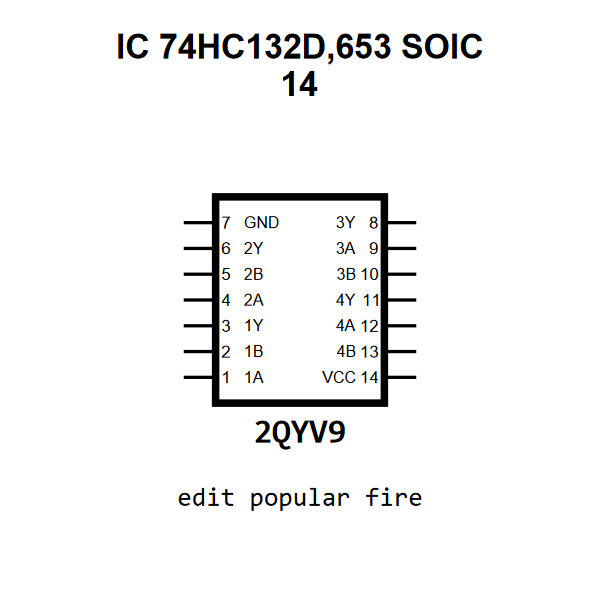 IC 74HC132D,653 SOIC
14
7 GND 3Y 8
6 2Y 3A 9
5 2B 3B 10
4 2A 4Y 11
3 1Y 4A 12
2 1B 4B 13
1 1A VCC 14
2QYV9
edit popular fire